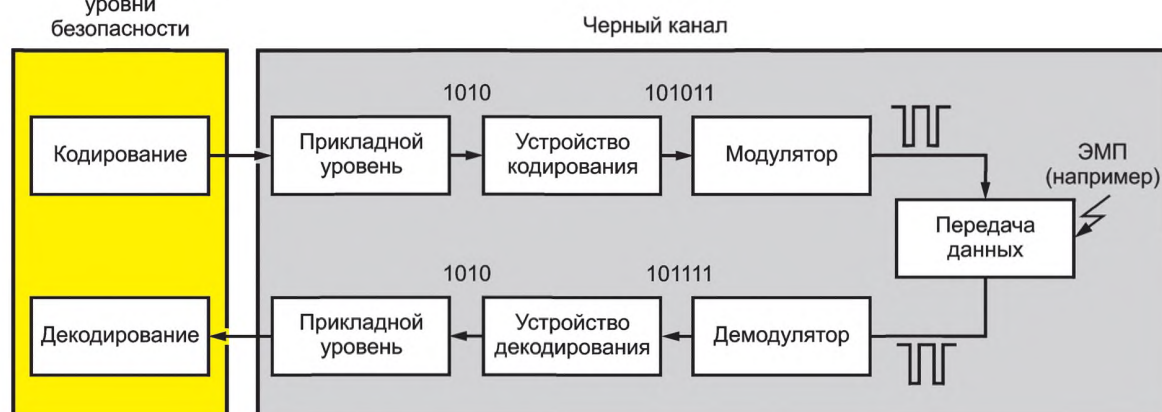 уровни
безопасности
Черный канал
1010
101011
Кодирование
Прикладной
уровень
Устройство
кодирования
Модулятор
ЭМП
(например)
Передача
данных
1010
101111
Декодирование
Прикладной
уровень
Устройство
декодирования
Демодулятор